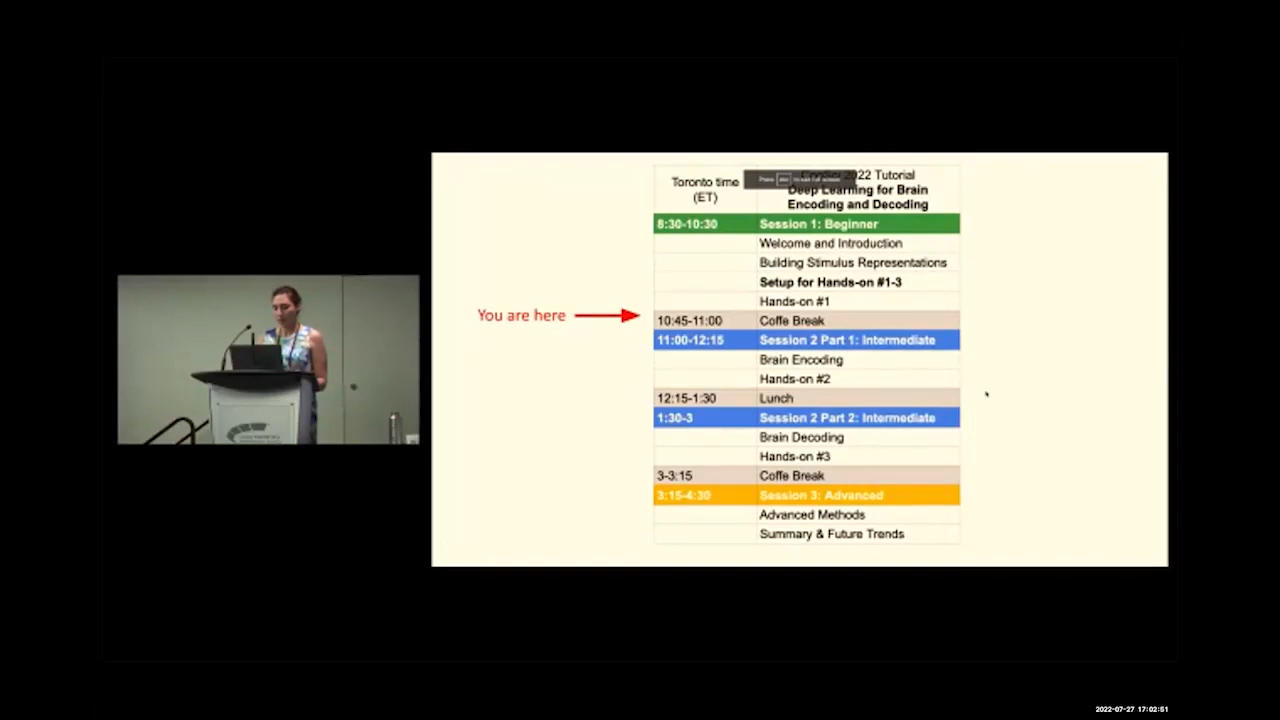 Toronto time
(ET)
2022 Tutorial
Deep Learning for Brain
Encoding and Decoding
8:30-10:30 Session 1: Beginner
Welcome and Introduction
Building Stimulus Representations
Setup for Hands-on #1-3
Hands-on #1
You are here
10:45-11:00 Coffe Break
11:00-12:15 Session 2 Part 1: Intermediate
Brain Encoding
Hands-on #2
12:15-1:30 Lunch
1:30-3 Session 2 Part 2: Intermediate
Brain Decoding
Hands-on #3
3-3:15 Coffe Break
3:15-4:30 Session 3: Advanced
Advanced Methods
Summary & Future Trends
2022-07-27 17:02:51